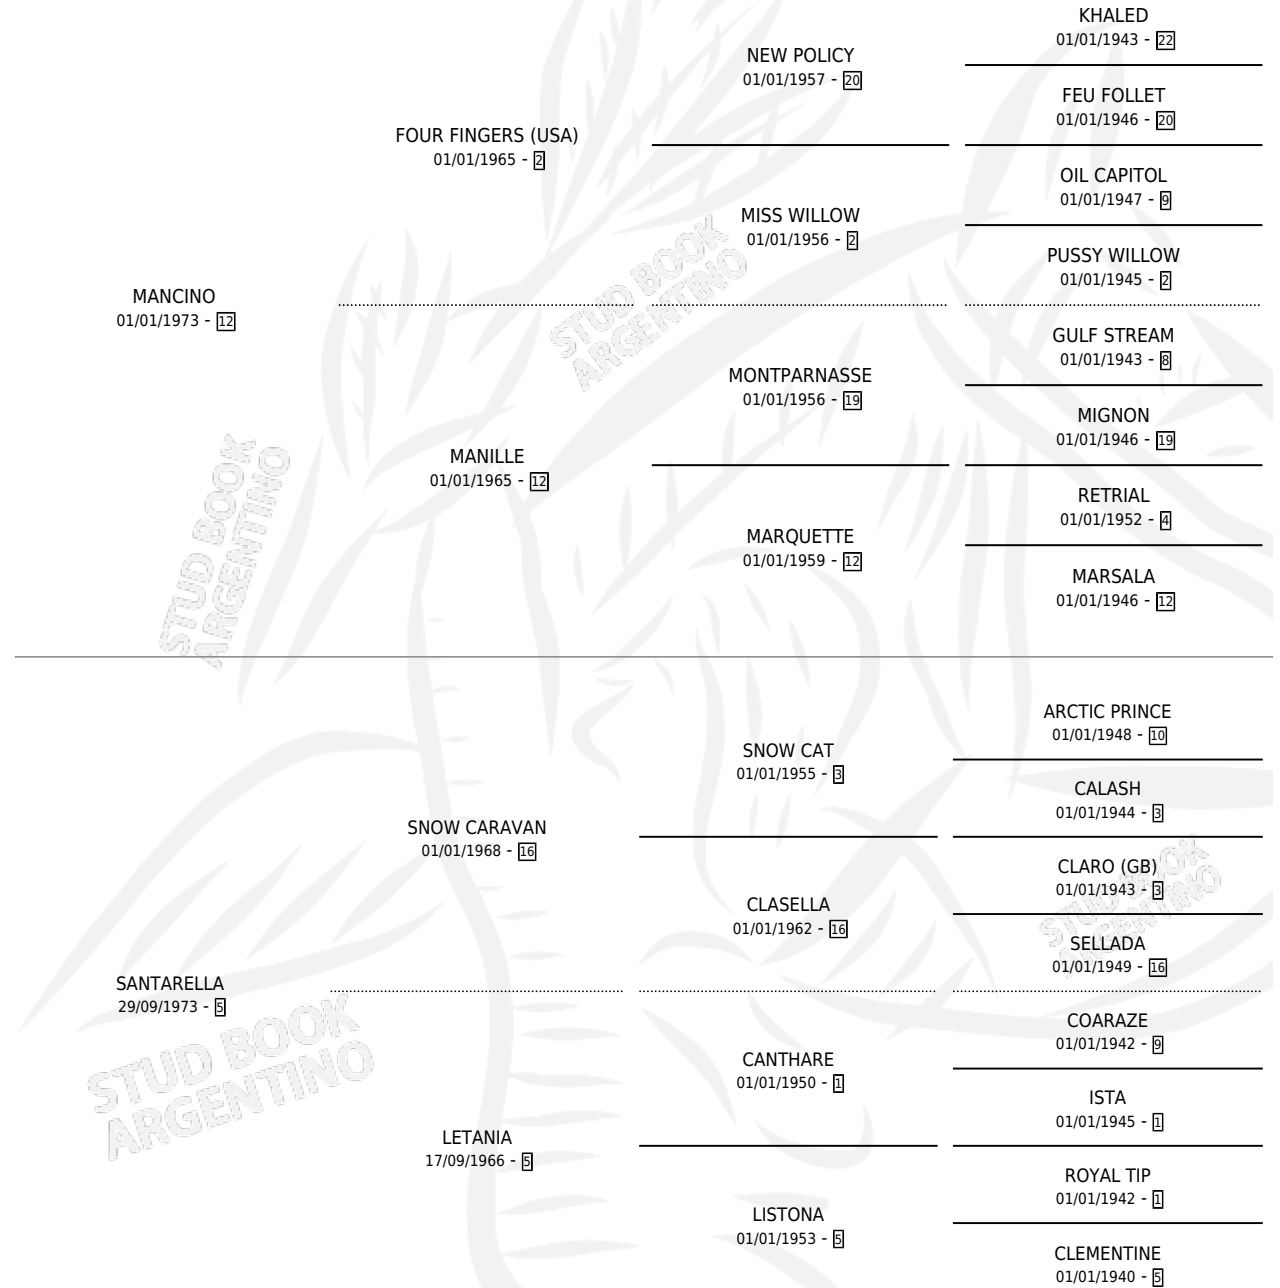 KHALED
01/01/1943 - 22
NEW POLICY
01/01/1957 - 20
FEU FOLLET
01/01/1946 - 20
FOUR FINGERS (USA)
01/01/1965 - 2
OIL CAPITOL
01/01/1947 - 9
MISS WILLOW
01/01/1956 - 2
PUSSY WILLOW
01/01/1945 - 2
MANCINO
01/01/1973 - 12
GULF STREAM
01/01/1943 - 8
MONTPARNASSE
01/01/1956 - 19
MIGNON
01/01/1946 - 19
MANILLE
01/01/1965 - 12
RETRIAL
01/01/1952 - 4
MARQUETTE
01/01/1959 - 12
MARSALA
01/01/1946 - 12
ARCTIC PRINCE
01/01/1948 - 10
SNOW CAT
01/01/1955 - 3
CALASH
01/01/1944 - 3
SNOW CARAVAN
01/01/1968 - 16
CLARO (GB)
01/01/1943 - 3
CLASELLA
01/01/1962 - 16
SELLADA
01/01/1949 - 16
SANTARELLA
29/09/1973 - 5
COARAZE
01/01/1942 - 9
CANTHARE
01/01/1950 - 1
ISTA
01/01/1945 - 1
LETANIA
17/09/1966 - 5
ROYAL TIP
01/01/1942 - 1
LISTONA
01/01/1953 - 5
CLEMENTINE
01/01/1940 - 5
STUD BOOK
ARGENTINO
STUD BOOK
ARGENTINO
STUD BOOK
ARGENTINO
STUD BOOK
ARGENTINO